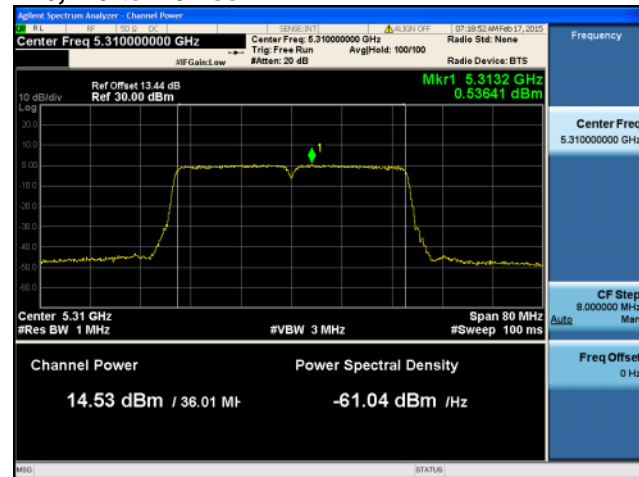 Agilent Spectrum Analyzer - Channel Power
RL RF 50 Ω DC SENSE:INT ALIGN OFF 07:18:52 AM Feb 17, 2015
Center Freq 5.310000000 GHz Center Freq: 5.310000000 GHz Radio Std: None
Trig: Free Run Avg|Hold: 100/100
#IFGain:Low #Atten: 20 dB Radio Device: BTS
Frequency
Mkr1 5.3132 GHz
0.53641 dBm
Ref Offset 13.44 dB
10 dB/div Ref 30.00 dBm
Log
20.0
10.0
0.00
-10.0
-20.0
-30.0
-40.0
-50.0
-60.0
1
Center 5.31 GHz Span 80 MHz
#Res BW 1 MHz #VBW 3 MHz #Sweep 100 ms
Center Freq
5.310000000 GHz
CF Step
8.000000 MHz
Auto Man
Freq Offset
0 Hz
Channel Power Power Spectral Density
14.53 dBm / 36.01 MH -61.04 dBm /Hz
MSG STATUS